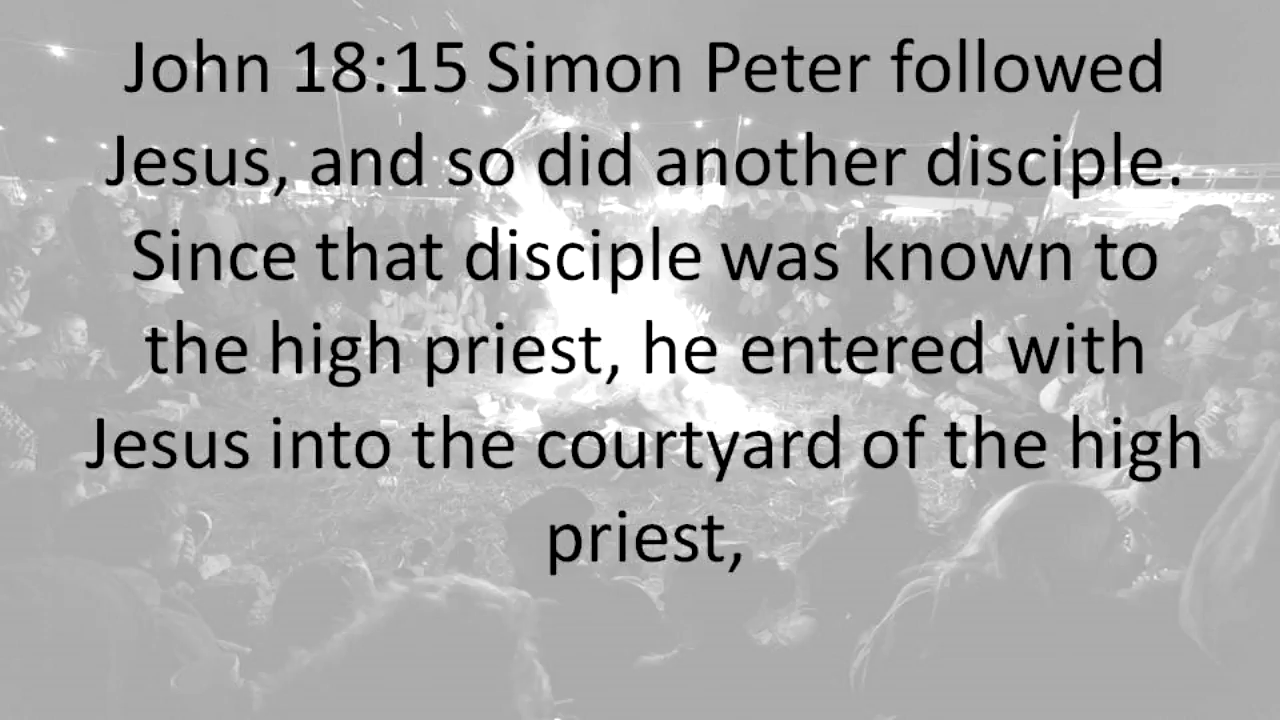 John 18:15 Simon Peter followed
Jesus, and so did another disciple.
Since that disciple was known to
the high priest, he entered with
Jesus into the courtyard of the high
priest,